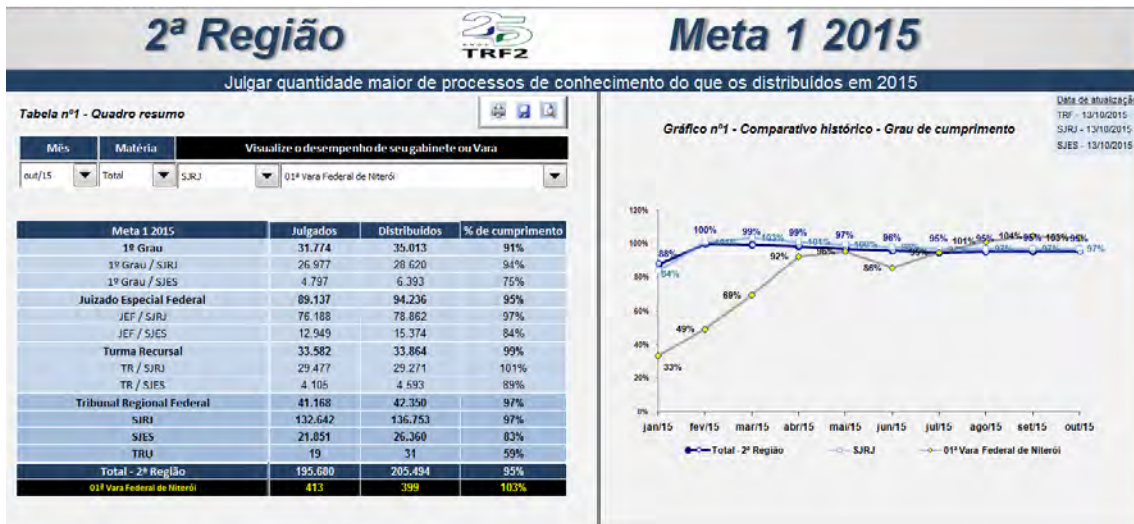 2ª Região
25
TRF2
Meta 1 2015
Julgar quantidade maior de processos de conhecimento do que os distribuídos em 2015
Tabela nº1 - Quadro resumo
Mês Matéria Visualize o desempenho de seu gabinete ou Vara
out/15 Total SJRJ 01ª Vara Federal de Niterói
Meta 1 2015 Julgados Distribuídos % de cumprimento
1º Grau 31.774 35.013 91%
1º Grau / SJRJ 26.977 28.620 94%
1º Grau / SJES 4.797 6.393 75%
Juizado Especial Federal 89.137 94.236 95%
JEF / SJRJ 76.188 78.862 97%
JEF / SJES 12.949 15.374 84%
Turma Recursal 33.582 33.864 99%
TR / SJRJ 29.477 29.271 101%
TR / SJES 4.105 4.593 89%
Tribunal Regional Federal 41.168 42.350 97%
SJRJ 132.642 136.753 97%
SJES 21.851 26.360 83%
TRU 19 31 59%
Total - 2ª Região 195.680 205.494 95%
01ª Vara Federal de Niterói 413 399 103%
Data de atualização
TRF - 13/10/2015
SJRJ - 13/10/2015
SJES - 13/10/2015
Gráfico nº1 - Comparativo histórico - Grau de cumprimento
120%
100%
80%
60%
40%
20%
0%
88% 100% 99% 99% 97% 96% 95% 95% 95% 95%
84% 103% 101% 100% 97% 97% 97%
33% 49% 69% 92% 96% 86% 95% 101% 104% 103%
jan/15 fev/15 mar/15 abr/15 mai/15 jun/15 jul/15 ago/15 set/15 out/15
Total - 2ª Região SJRJ 01ª Vara Federal de Niterói